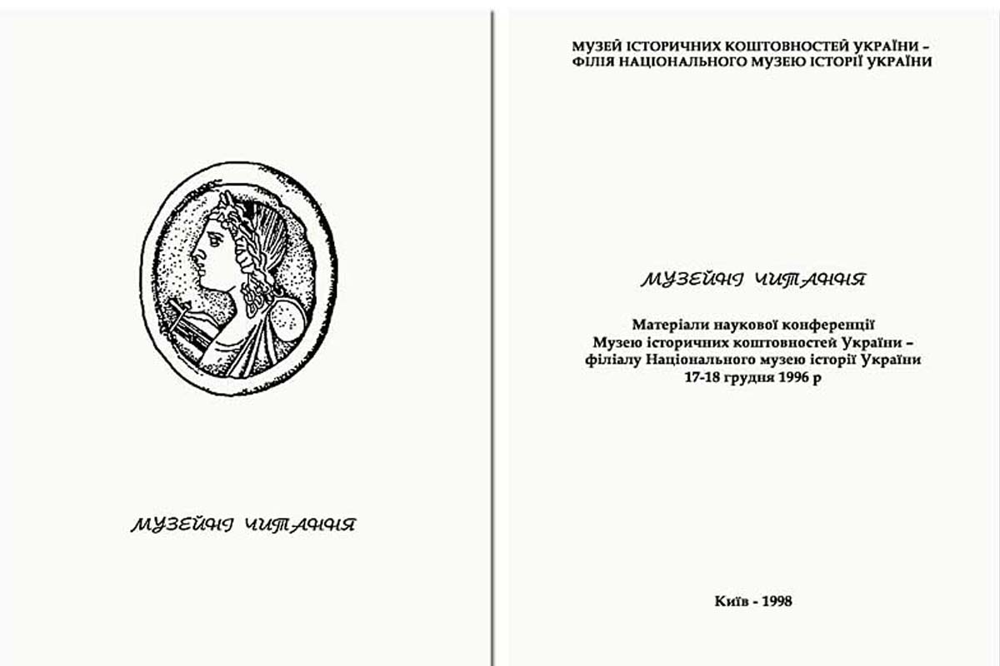 МУЗЕЙНІ ЧИТАННЯ
МУЗЕЙ ІСТОРИЧНИХ КОШТОВНОСТЕЙ УКРАЇНИ –
ФІЛІЯ НАЦІОНАЛЬНОГО МУЗЕЮ ІСТОРІЇ УКРАЇНИ
МУЗЕЙНІ ЧИТАННЯ
Матеріали наукової конференції
Музею історичних коштовностей України –
філіалу Національного музею історії України
17-18 грудня 1996 р
Київ - 1998